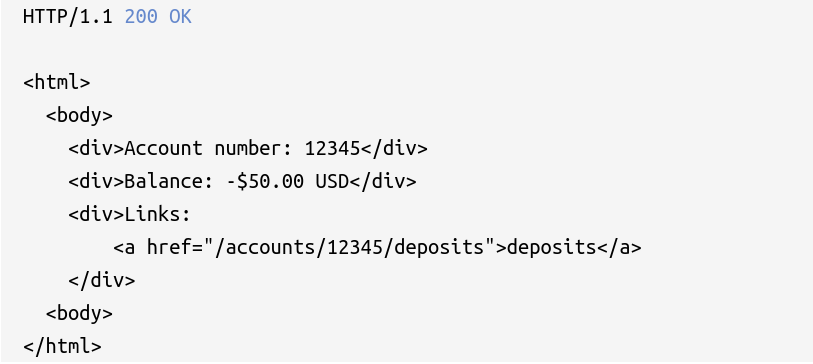 HTTP/1.1 200 OK

<html>
  <body>
    <div>Account number: 12345</div>
    <div>Balance: -$50.00 USD</div>
    <div>Links:
        <a href="/accounts/12345/deposits">deposits</a>
    </div>
  <body>
</html>